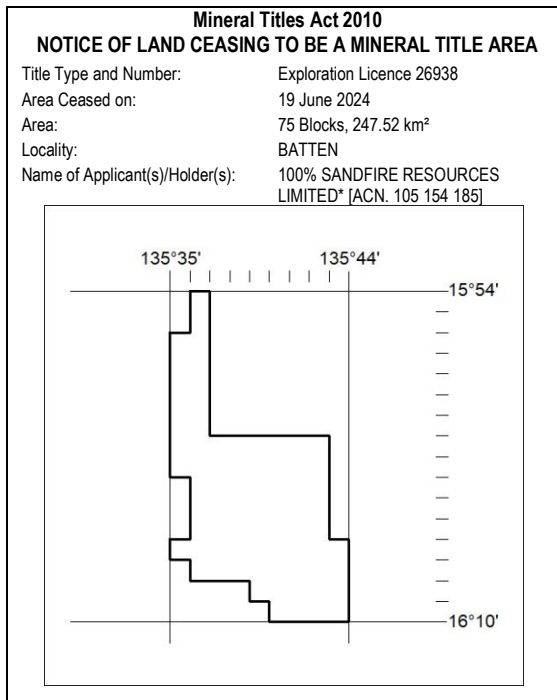 Mineral Titles Act 2010
NOTICE OF LAND CEASING TO BE A MINERAL TITLE AREA
Title Type and Number: Exploration Licence 26938
Area Ceased on: 19 June 2024
Area: 75 Blocks, 247.52 km²
Locality: BATTEN
Name of Applicant(s)/Holder(s): 100% SANDFIRE RESOURCES
LIMITED* [ACN. 105 154 185]
135°35' 135°44'
15°54'
16°10'